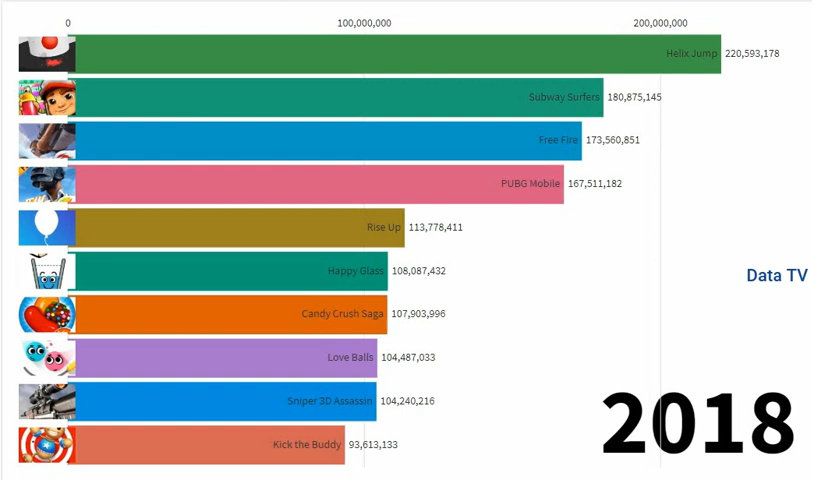 0 100,000,000 200,000,000
Helix Jump 220,593,178
Subway Surfers 180,875,145
Free Fire 173,560,851
PUBG Mobile 167,511,182
Rise Up 113,778,411
Happy Glass 108,087,432
Data TV
Candy Crush Saga 107,903,996
Love Balls 104,487,033
Sniper 3D Assassin 104,240,216
2018
Kick the Buddy 93,613,133